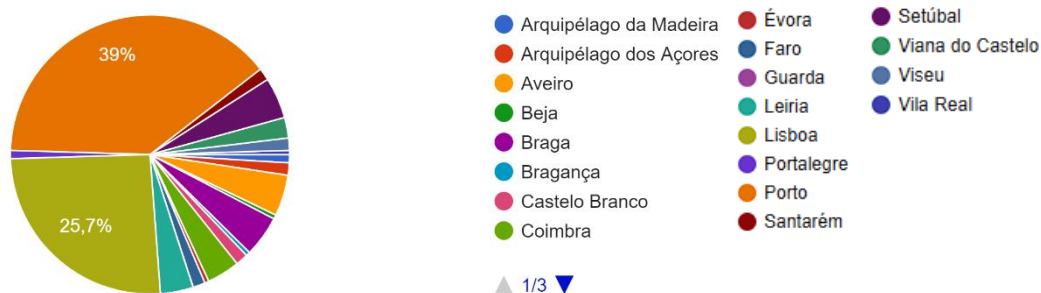 39%
25,7%
Arquipélago da Madeira
Arquipélago dos Açores
Aveiro
Beja
Braga
Bragança
Castelo Branco
Coimbra
1/3
Évora
Faro
Guarda
Leiria
Lisboa
Portalegre
Porto
Santarém
Setúbal
Viana do Castelo
Viseu
Vila Real